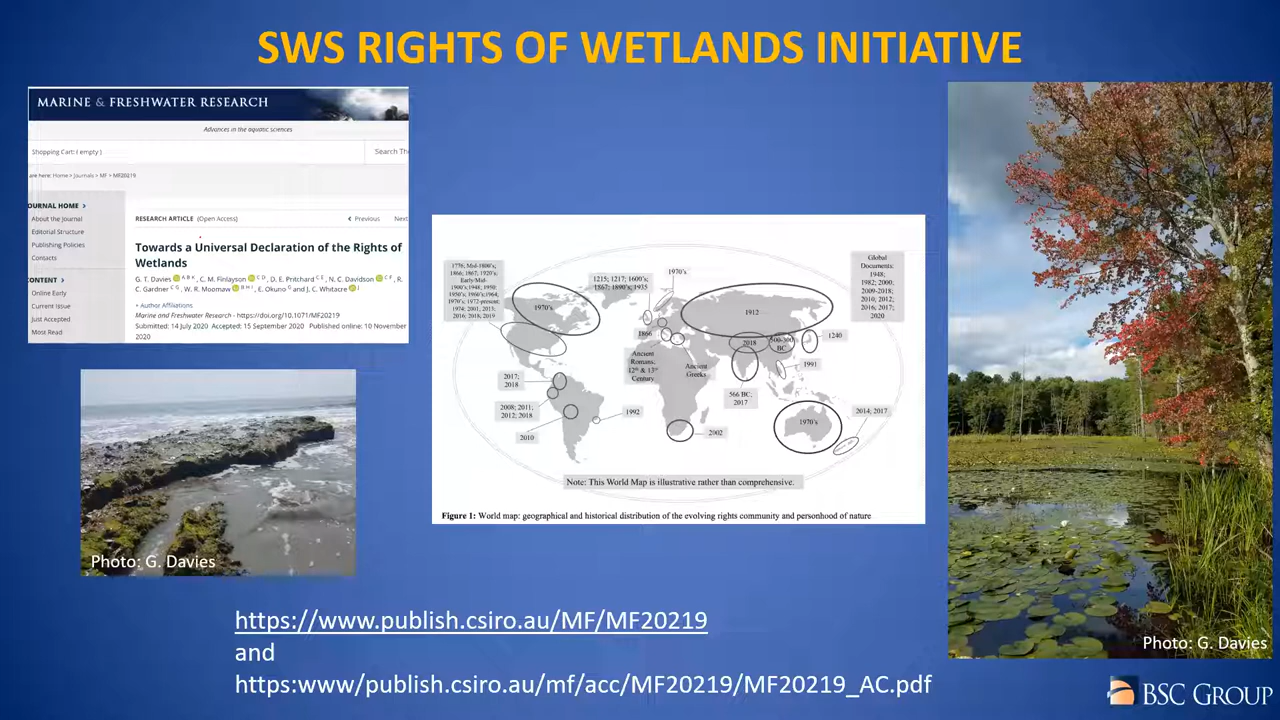 SWS RIGHTS OF WETLANDS INITIATIVE
MARINE & FRESHWATER RESEARCH
Advances in the aquatic sciences
Shopping Cart: ( empty )
Search Th
are here: Home > Journals > MF > MF20219
OURNAL HOME >
About the Journal
Editorial Structure
Publishing Policies
Contacts
ONTENT >
Online Early
Current Issue
Just Accepted
Most Read
RESEARCH ARTICLE (Open Access)
< Previous
Next
Towards a Universal Declaration of the Rights of
Wetlands
G. T. Davies A B K, C. M. Finlayson C D, D. E. Pritchard C E, N. C. Davidson C F, R.
C. Gardner C G, W. R. Moomaw B H I, E. Okuno G and J. C. Whitacre I
+ Author Affiliations
Marine and Freshwater Research - https://doi.org/10.1071/MF20219
Submitted: 14 July 2020 Accepted: 15 September 2020 Published online: 10 November
2020
1776; Mid-1800's;
1866; 1867; 1920's;
Early/Mid-
1900's;1948; 1950
1950's; 1960's;1964,
1970's; 1972-present;
1974; 2001, 2013;
2016; 2018; 2019
1215; 1217; 1600's;
1867; 1890's; 1935
1970's
Global
Documents:
1948;
1982; 2000;
2009-2018;
2010; 2012;
2016; 2017;
2020
1970's
1912
1866
2018
500-300
BC
1240
Ancient
Romans;
12th & 13th
Century
Ancient
Greeks
1991
2017;
2018
566 BC;
2017
2008; 2011;
2012; 2018
1992
2010
2002
1970's
2014; 2017
Note: This World Map is illustrative rather than comprehensive.
Figure 1: World map: geographical and historical distribution of the evolving rights community and personhood of nature
Photo: G. Davies
Photo: G. Davies
https://www.publish.csiro.au/MF/MF20219
and
https:www/publish.csiro.au/mf/acc/MF20219/MF20219_AC.pdf
BSC GROUP